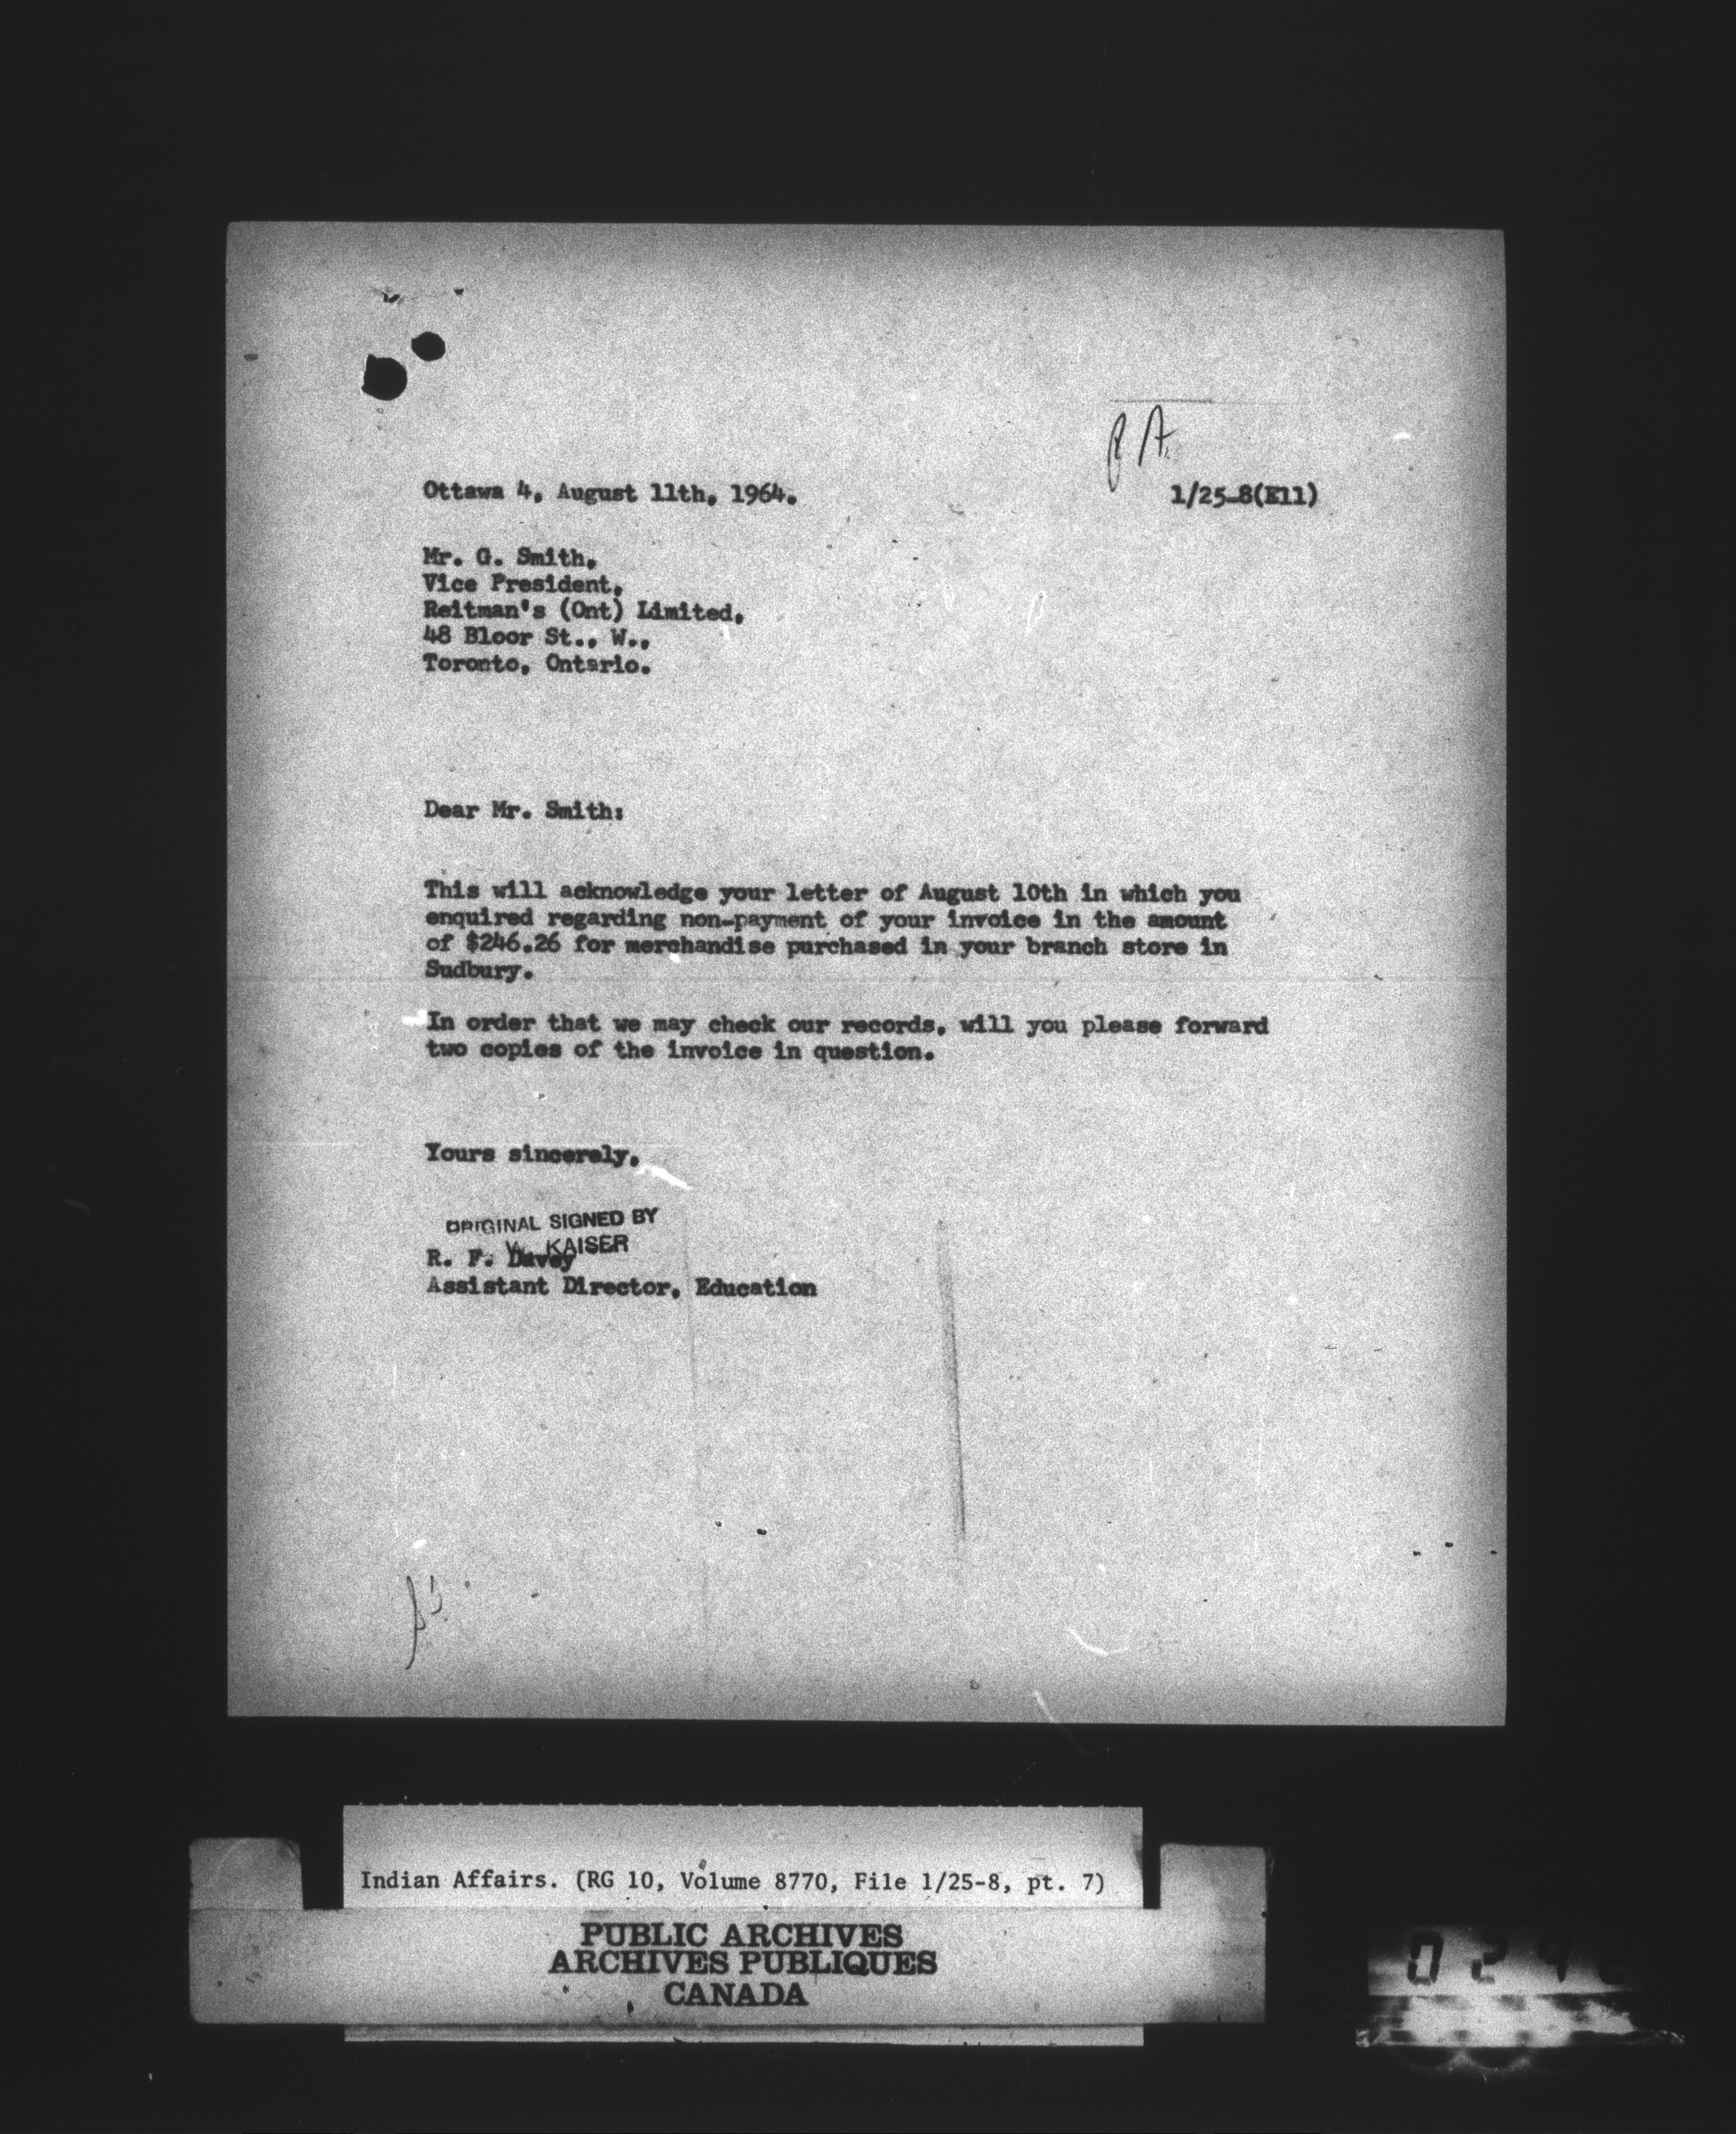 P A.
Ottawa 4, August 11th, 1964.
1/25-8(E11)
Mr. G. Smith,
Vice President,
Reitman's (Ont) Limited,
48 Bloor St., W.,
Toronto, Ontario.
Dear Mr. Smith:
This will acknowledge your letter of August 10th in which you
enquired regarding non-payment of your invoice in the amount
of $246.26 for merchandise purchased in your branch store in
Sudbury.
In order that we may check our records, will you please forward
two copies of the invoice in question.
Yours sincerely,
ORIGINAL SIGNED BY
W. KAISER
R. F. Davey
Assistant Director, Education
Indian Affairs. (RG 10, Volume 8770, File 1/25-8, pt. 7)
PUBLIC ARCHIVES
ARCHIVES PUBLIQUES
CANADA
0 2 4